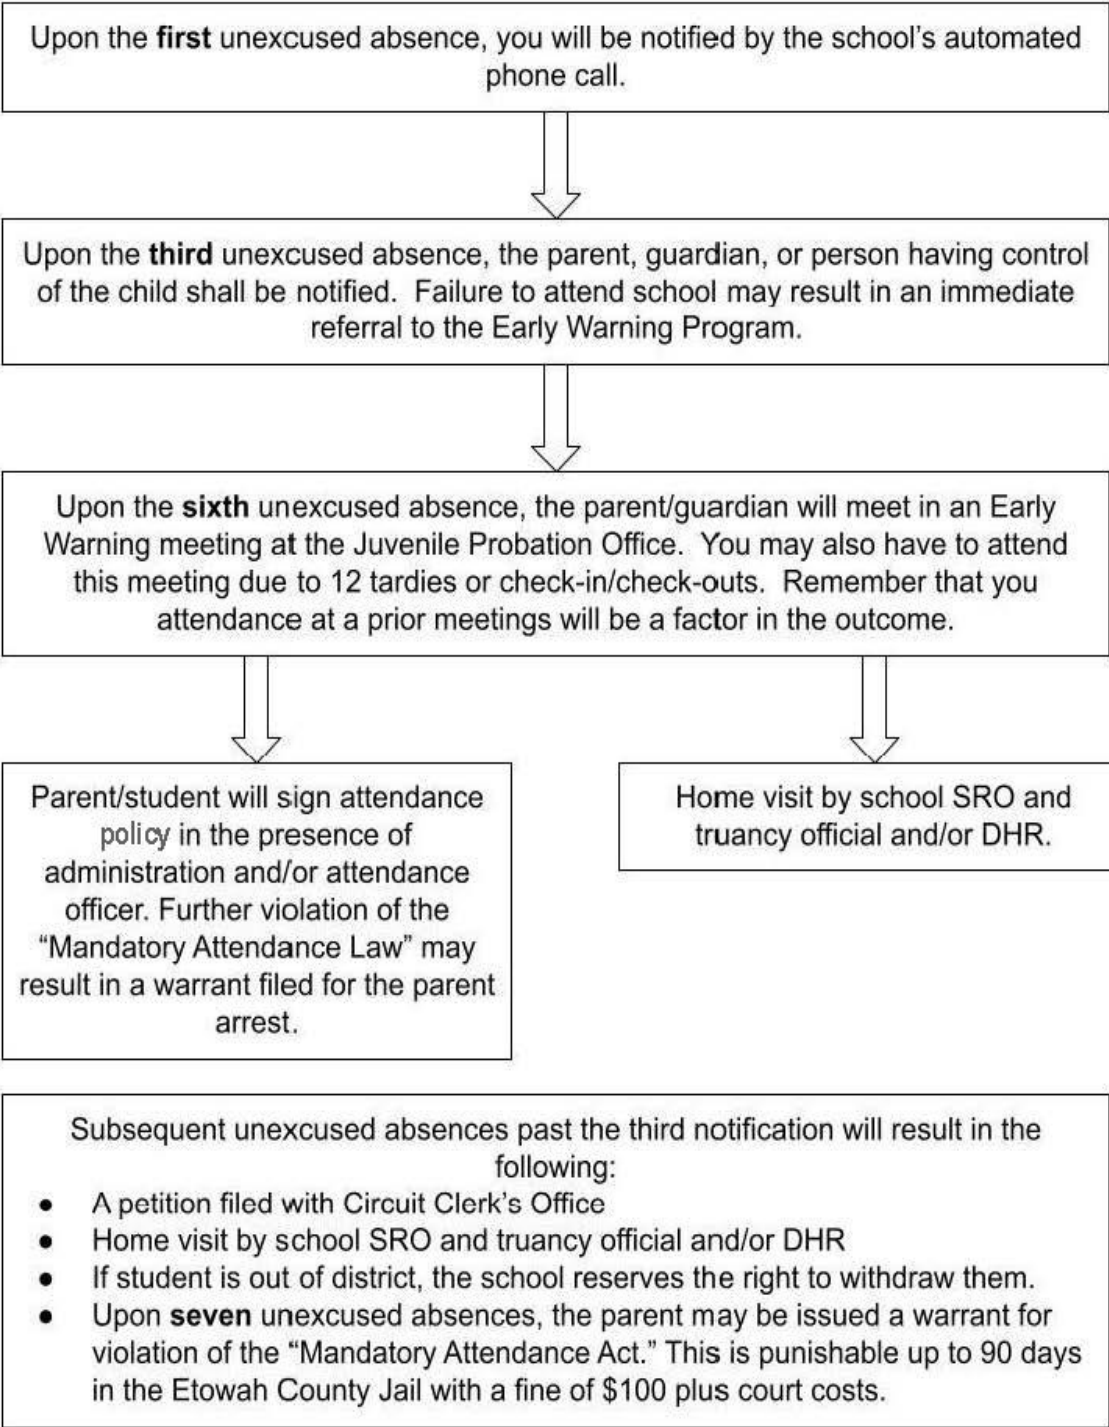 Upon the first unexcused absence, you will be notified by the school's automated
phone call.
Upon the third unexcused absence, the parent, guardian, or person having control
of the child shall be notified. Failure to attend school may result in an immediate
referral to the Early Warning Program.
Upon the sixth unexcused absence, the parent/guardian will meet in an Early
Warning meeting at the Juvenile Probation Office. You may also have to attend
this meeting due to 12 tardies or check-in/check-outs. Remember that you
attendance at a prior meetings will be a factor in the outcome.
Parent/student will sign attendance
policy in the presence of
administration and/or attendance
officer. Further violation of the
“Mandatory Attendance Law” may
result in a warrant filed for the parent
arrest.
Home visit by school SRO and
truancy official and/or DHR.
Subsequent unexcused absences past the third notification will result in the
following:
● A petition filed with Circuit Clerk's Office
● Home visit by school SRO and truancy official and/or DHR
● If student is out of district, the school reserves the right to withdraw them.
● Upon seven unexcused absences, the parent may be issued a warrant for
violation of the “Mandatory Attendance Act.” This is punishable up to 90 days
in the Etowah County Jail with a fine of $100 plus court costs.